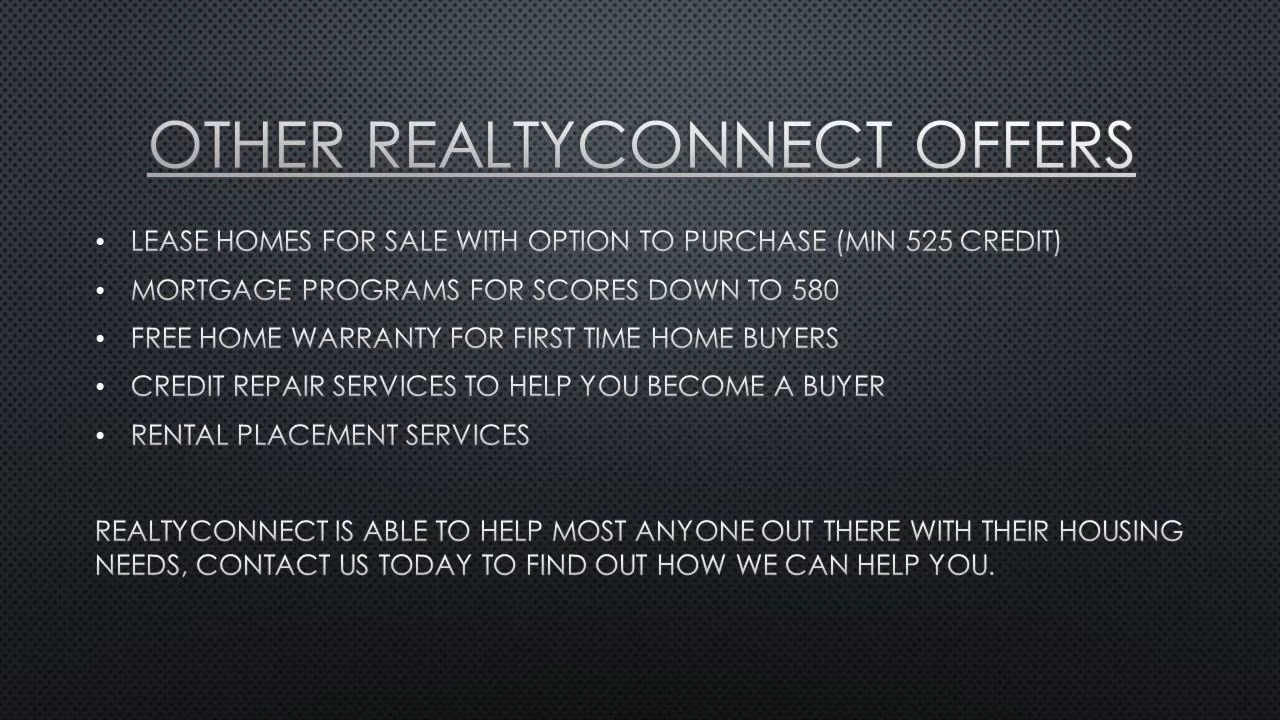 OTHER REALTYCONNECT OFFERS
• LEASE HOMES FOR SALE WITH OPTION TO PURCHASE (MIN 525 CREDIT)
• MORTGAGE PROGRAMS FOR SCORES DOWN TO 580
• FREE HOME WARRANTY FOR FIRST TIME HOME BUYERS
• CREDIT REPAIR SERVICES TO HELP YOU BECOME A BUYER
• RENTAL PLACEMENT SERVICES
REALTYCONNECT IS ABLE TO HELP MOST ANYONE OUT THERE WITH THEIR HOUSING
NEEDS, CONTACT US TODAY TO FIND OUT HOW WE CAN HELP YOU.